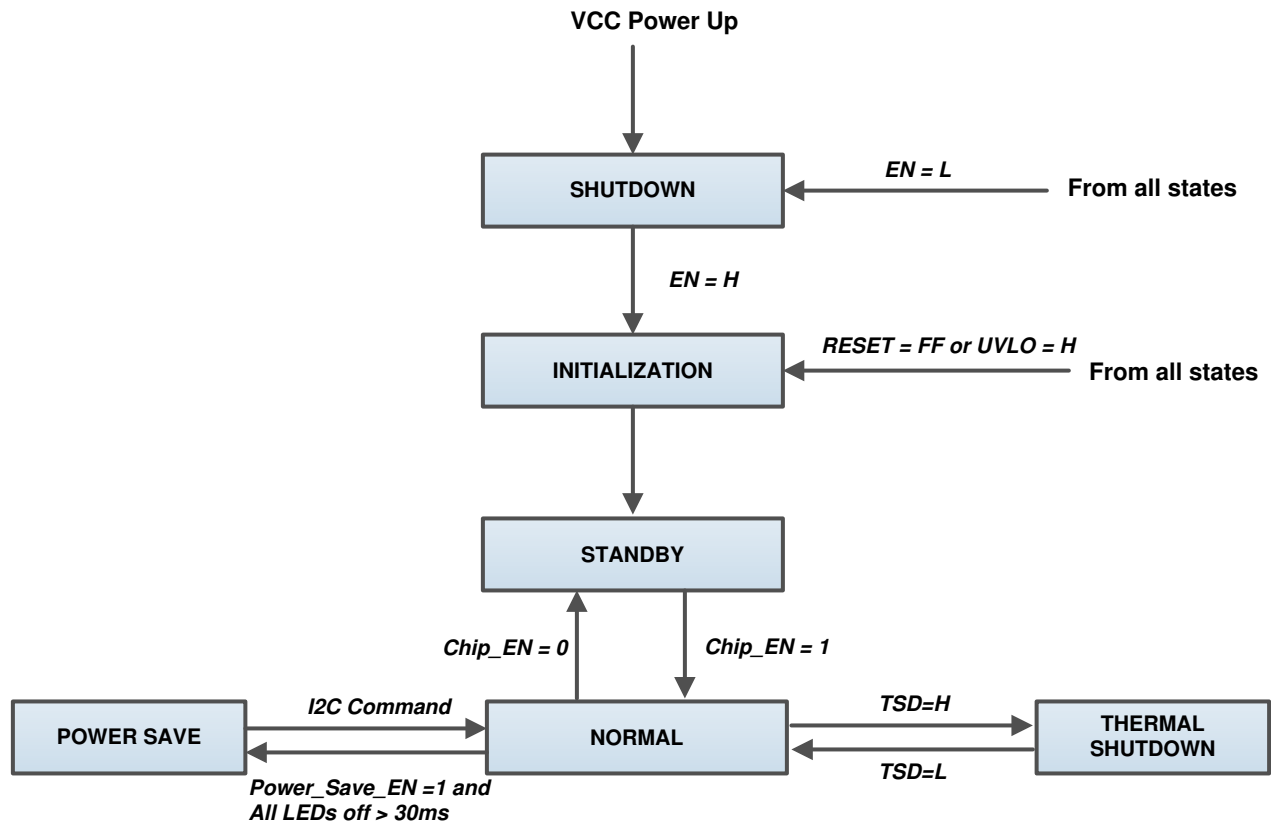 VCC Power Up
SHUTDOWN
EN = L
From all states
EN = H
INITIALIZATION
RESET = FF or UVLO = H
From all states
STANDBY
Chip_EN = 0
Chip_EN = 1
POWER SAVE
I2C Command
Power_Save_EN =1 and
All LEDs off > 30ms
NORMAL
TSD=H
TSD=L
THERMAL
SHUTDOWN